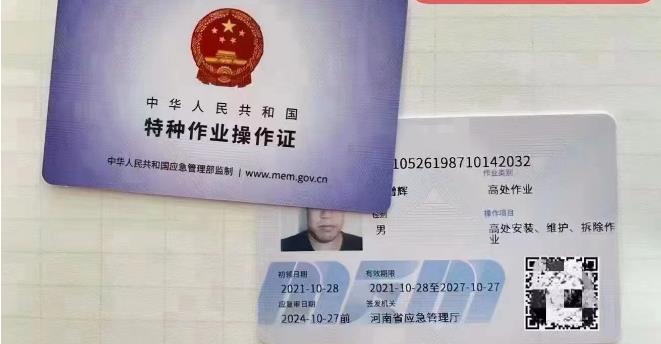 中华人民共和国
特种作业操作证
中华人民共和国应急管理部监制 | www.mem.gov.cn
10526198710142032
作业类别
辉 高处作业
性别 操作项目
男 高处安装、维护、拆除作
业
初领日期 有效期限
2021-10-28 2021-10-28至2027-10-27
应复审日期 签发机关
2024-10-27前 河南省应急管理厅